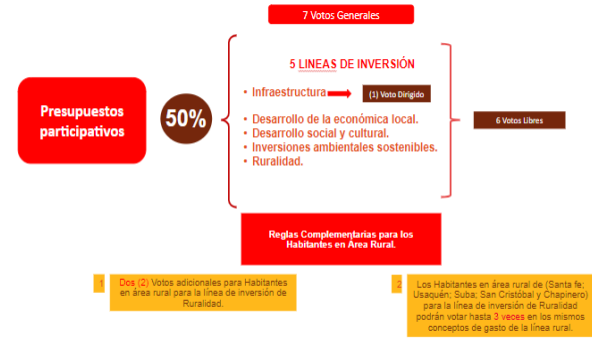 7 Votos Generales
5 LINEAS DE INVERSIÓN
• Infraestructura
(1) Voto Dirigido
Presupuestos
participativos
50%
• Desarrollo de la económica local.
• Desarrollo social y cultural.
• Inversiones ambientales sostenibles.
• Ruralidad.
6 Votos Libres
Reglas Complementarias para los
Habitantes en Área Rural.
1
Dos (2) Votos adicionales para Habitantes
en área rural para la línea de inversión de
Ruralidad.
2
Los Habitantes en área rural de (Santa fe;
Usaquén; Suba; San Cristóbal y Chapinero)
para la línea de inversión de Ruralidad
podrán votar hasta 3 veces en los mismos
conceptos de gasto de la línea rural.